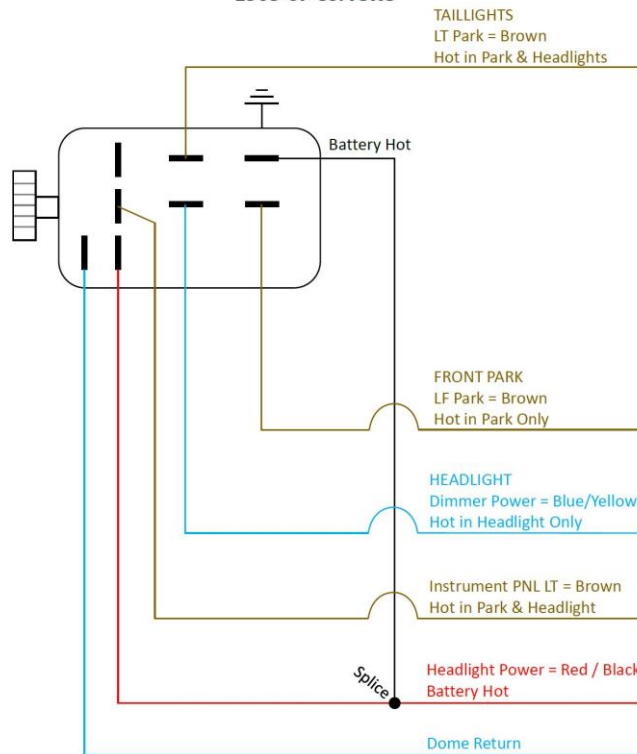 TAILLIGHTS
LT Park = Brown
Hot in Park & Headlights
Battery Hot
FRONT PARK
LF Park = Brown
Hot in Park Only
HEADLIGHT
Dimmer Power = Blue/Yellow
Hot in Headlight Only
Instrument PNL LT = Brown
Hot in Park & Headlight
Splice
Headlight Power = Red / Black
Battery Hot
Dome Return